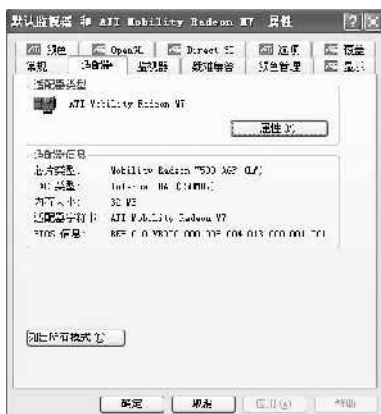 默认监视器 和 ATI Mobility Radeon M7 属性
颜色 OpenGL Direct 3D 选项 覆盖
常规 适配器 监视器 疑难解答 颜色管理 显示
适配器类型
ATI Mobility Radeon M7
属性(P)
适配器信息
芯片类型: Mobility Radeon 7500 AGP
DAC 类型: Internal DAC (350MHz)
内存大小: 32 MB
适配器字符串: ATI Mobility Radeon M7
BIOS 信息:
列出所有模式(L)
确定 取消 应用(A) 帮助